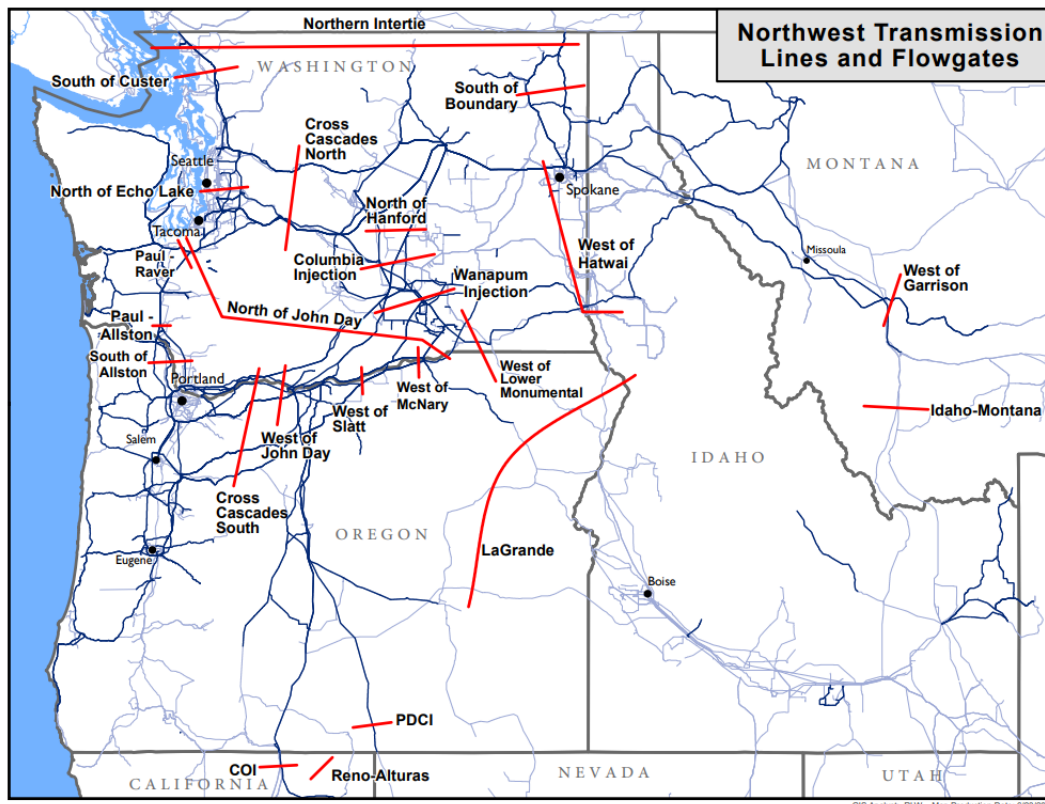 Northwest Transmission
Lines and Flowgates
Northern Intertie
WASHINGTON
South of Custer
South of
Boundary
Cross
Cascades
North
MONTANA
Seattle
Spokane
North of Echo Lake
North of
Hanford
Tacoma
Paul -
Raver
Columbia
Injection
Wanapum
Injection
West of
Hatwai
Missoula
West of
Garrison
North of John Day
Paul -
Allston
South of
Allston
Portland
West of
Lower
Monumental
West of
McNary
West of
Slatt
Idaho-Montana
Salem
West of
John Day
IDAHO
Cross
Cascades
South
OREGON
LaGrande
Eugene
Boise
PDCI
COI
Reno-Alturas
CALIFORNIA
NEVADA
UTAH